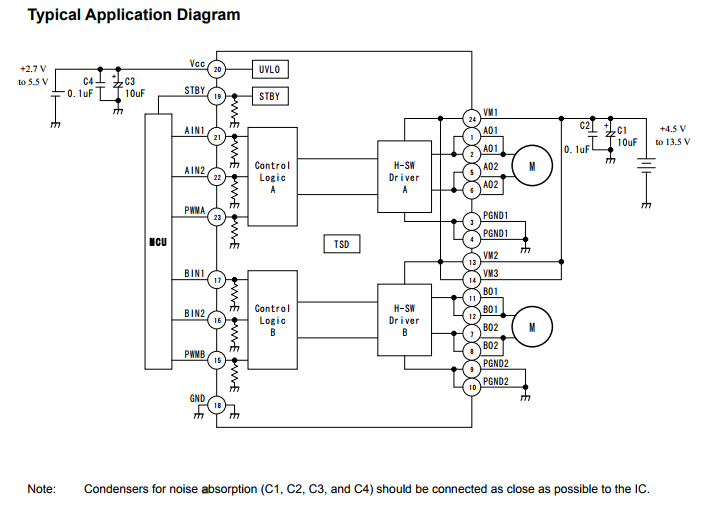 Typical Application Diagram
+2.7 V
to 5.5 V
C4
0.1uF
+
C3
10uF
Vcc
20
UVLO
STBY
19
STBY
AIN1
21
AIN2
22
PWMA
23
Control
Logic
A
H-SW
Driver
A
MCU
TSD
BIN1
17
BIN2
16
PWMB
15
Control
Logic
B
H-SW
Driver
B
GND
18
24
VM1
1
AO1
2
AO1
5
AO2
6
AO2
M
3
PGND1
4
PGND1
13
VM2
14
VM3
11
BO1
12
BO1
7
BO2
8
BO2
M
9
PGND2
10
PGND2
C2
0.1uF
+
C1
10uF
+4.5 V
to 13.5 V
Note: Condensers for noise absorption (C1, C2, C3, and C4) should be connected as close as possible to the IC.